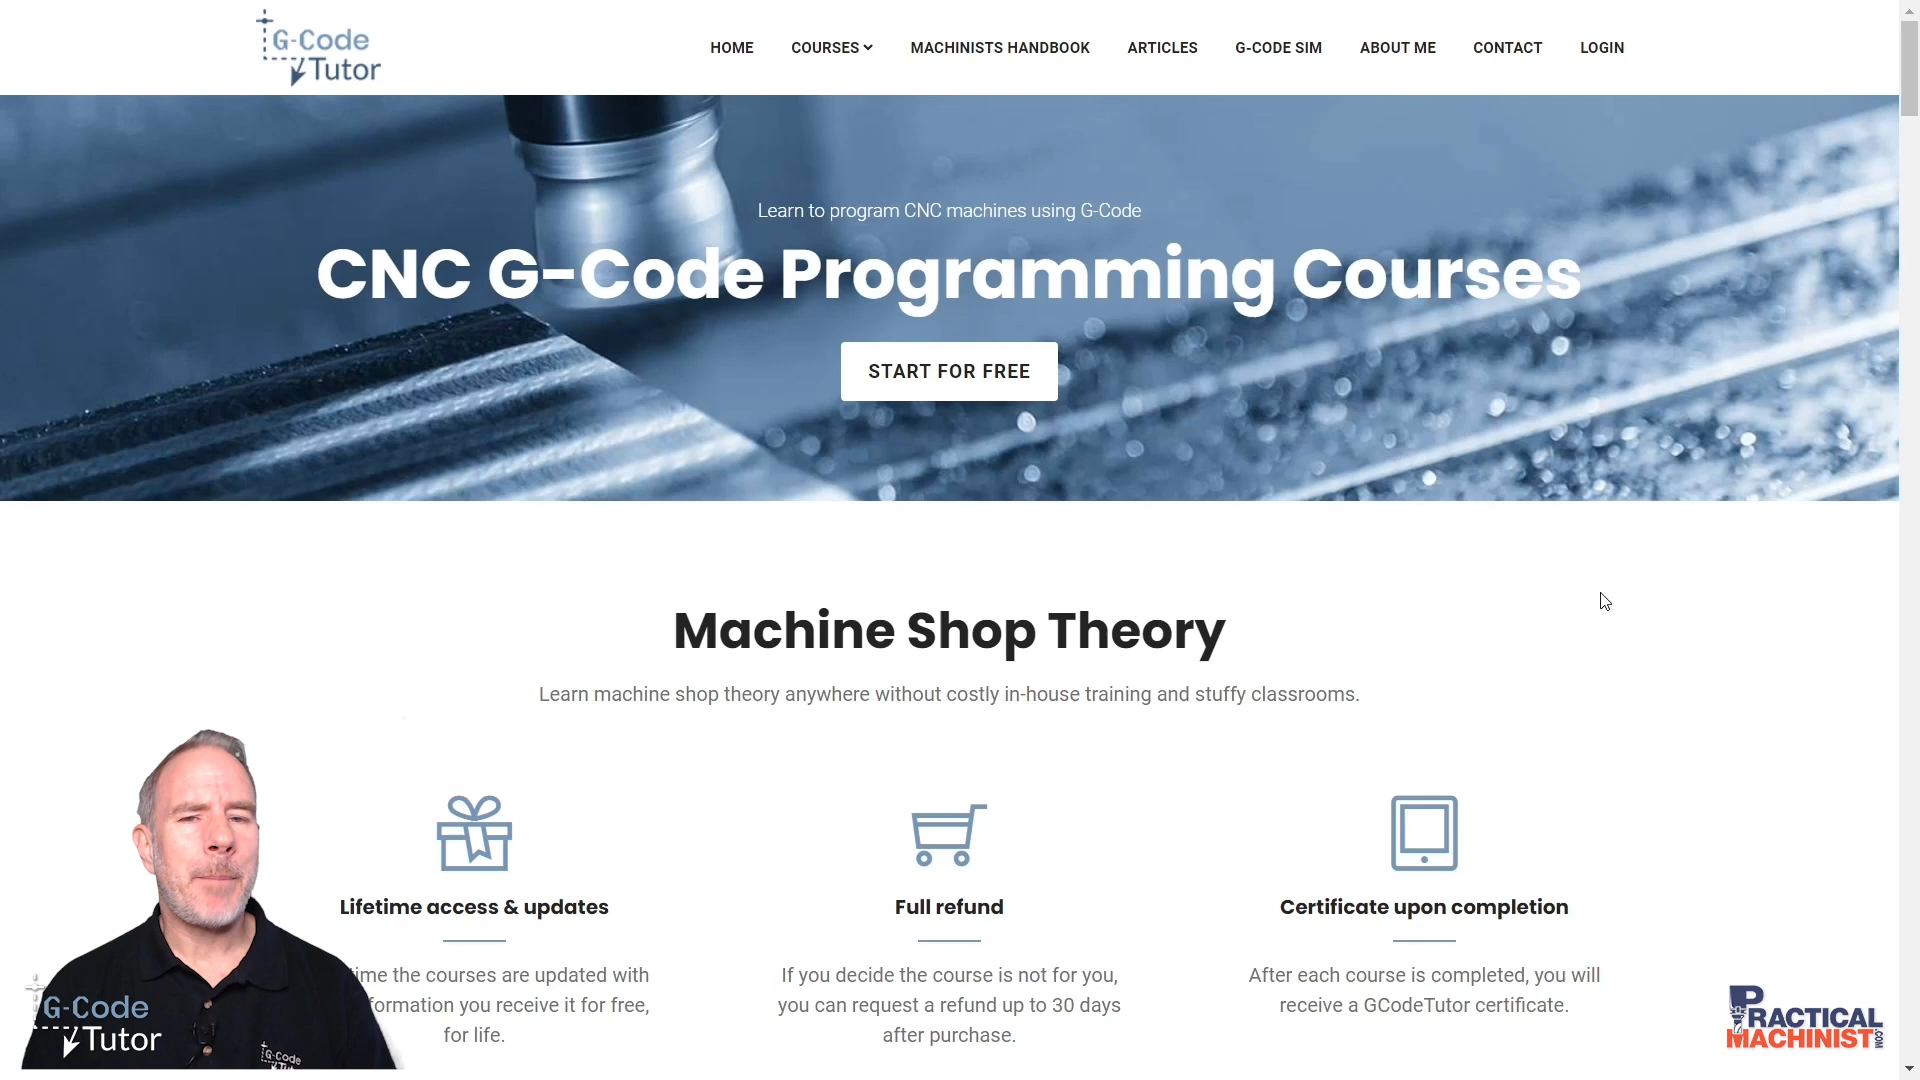 G-Code
Tutor
HOME
COURSES
MACHINISTS HANDBOOK
ARTICLES
G-CODE SIM
ABOUT ME
CONTACT
LOGIN
Learn to program CNC machines using G-Code
CNC G-Code Programming Courses
START FOR FREE
Machine Shop Theory
Learn machine shop theory anywhere without costly in-house training and stuffy classrooms.
Lifetime access & updates
the courses are updated with
you receive it for free,
for life.
Full refund
If you decide the course is not for you,
you can request a refund up to 30 days
after purchase.
Certificate upon completion
After each course is completed, you will
receive a GCodeTutor certificate.
G-Code
Tutor
G-Code
PRACTICAL
MACHINIST
.COM